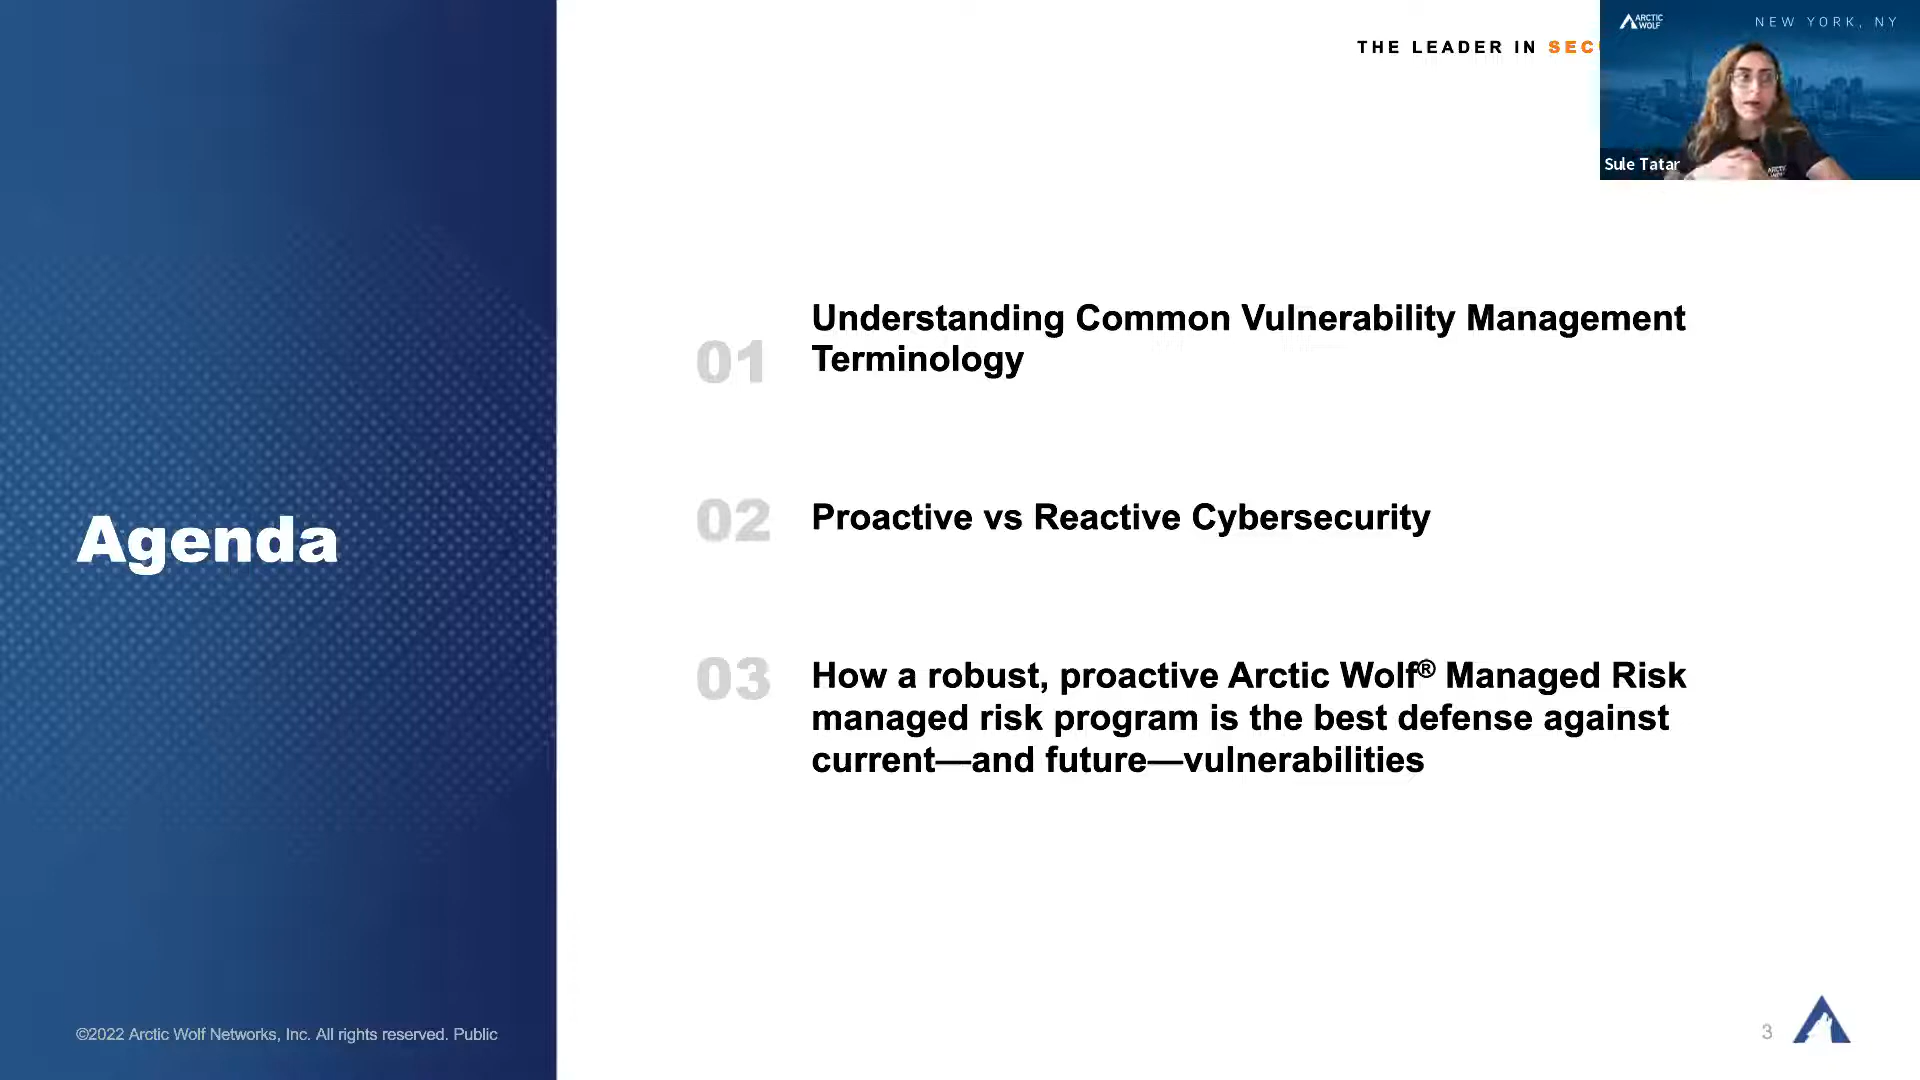 THE LEADER IN SEC
ARCTIC
WOLF
NEW YORK, NY
Sule Tatar
ARCTIC
Agenda
01
Understanding Common Vulnerability Management
Terminology
02
Proactive vs Reactive Cybersecurity
03
How a robust, proactive Arctic Wolf® Managed Risk
managed risk program is the best defense against
current—and future—vulnerabilities
©2022 Arctic Wolf Networks, Inc. All rights reserved. Public
3